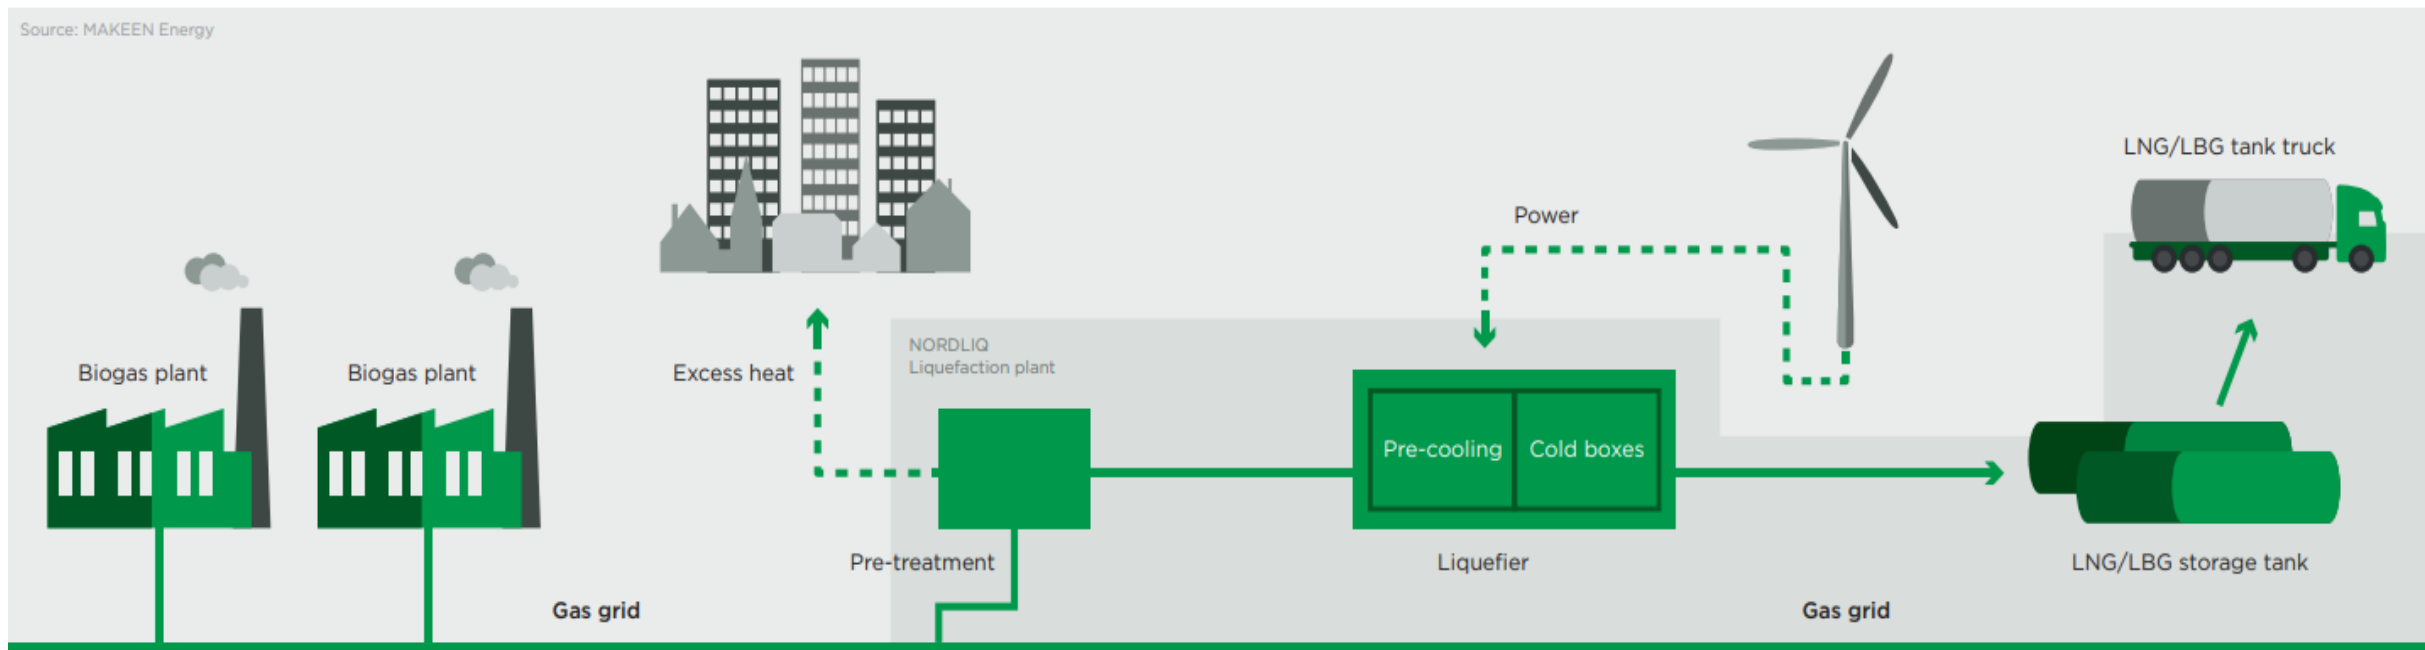 Source: MAKEEN Energy
LNG/LBG tank truck
Power
NORDLIQ
Liquefaction plant
Biogas plant
Biogas plant
Excess heat
Pre-cooling
Cold boxes
Pre-treatment
Liquefier
LNG/LBG storage tank
Gas grid
Gas grid